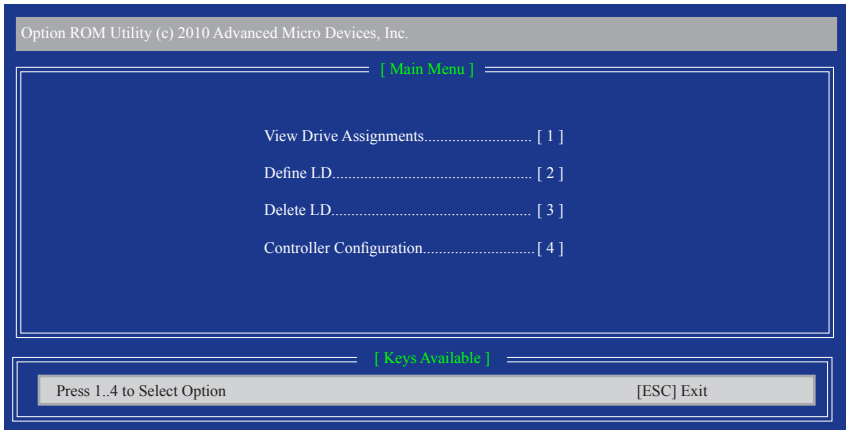 Option ROM Utility (c) 2010 Advanced Micro Devices, Inc.
[ Main Menu ]
View Drive Assignments........................... [ 1 ]
Define LD.................................................. [ 2 ]
Delete LD.................................................. [ 3 ]
Controller Configuration............................[ 4 ]
[ Keys Available ]
Press 1..4 to Select Option [ESC] Exit